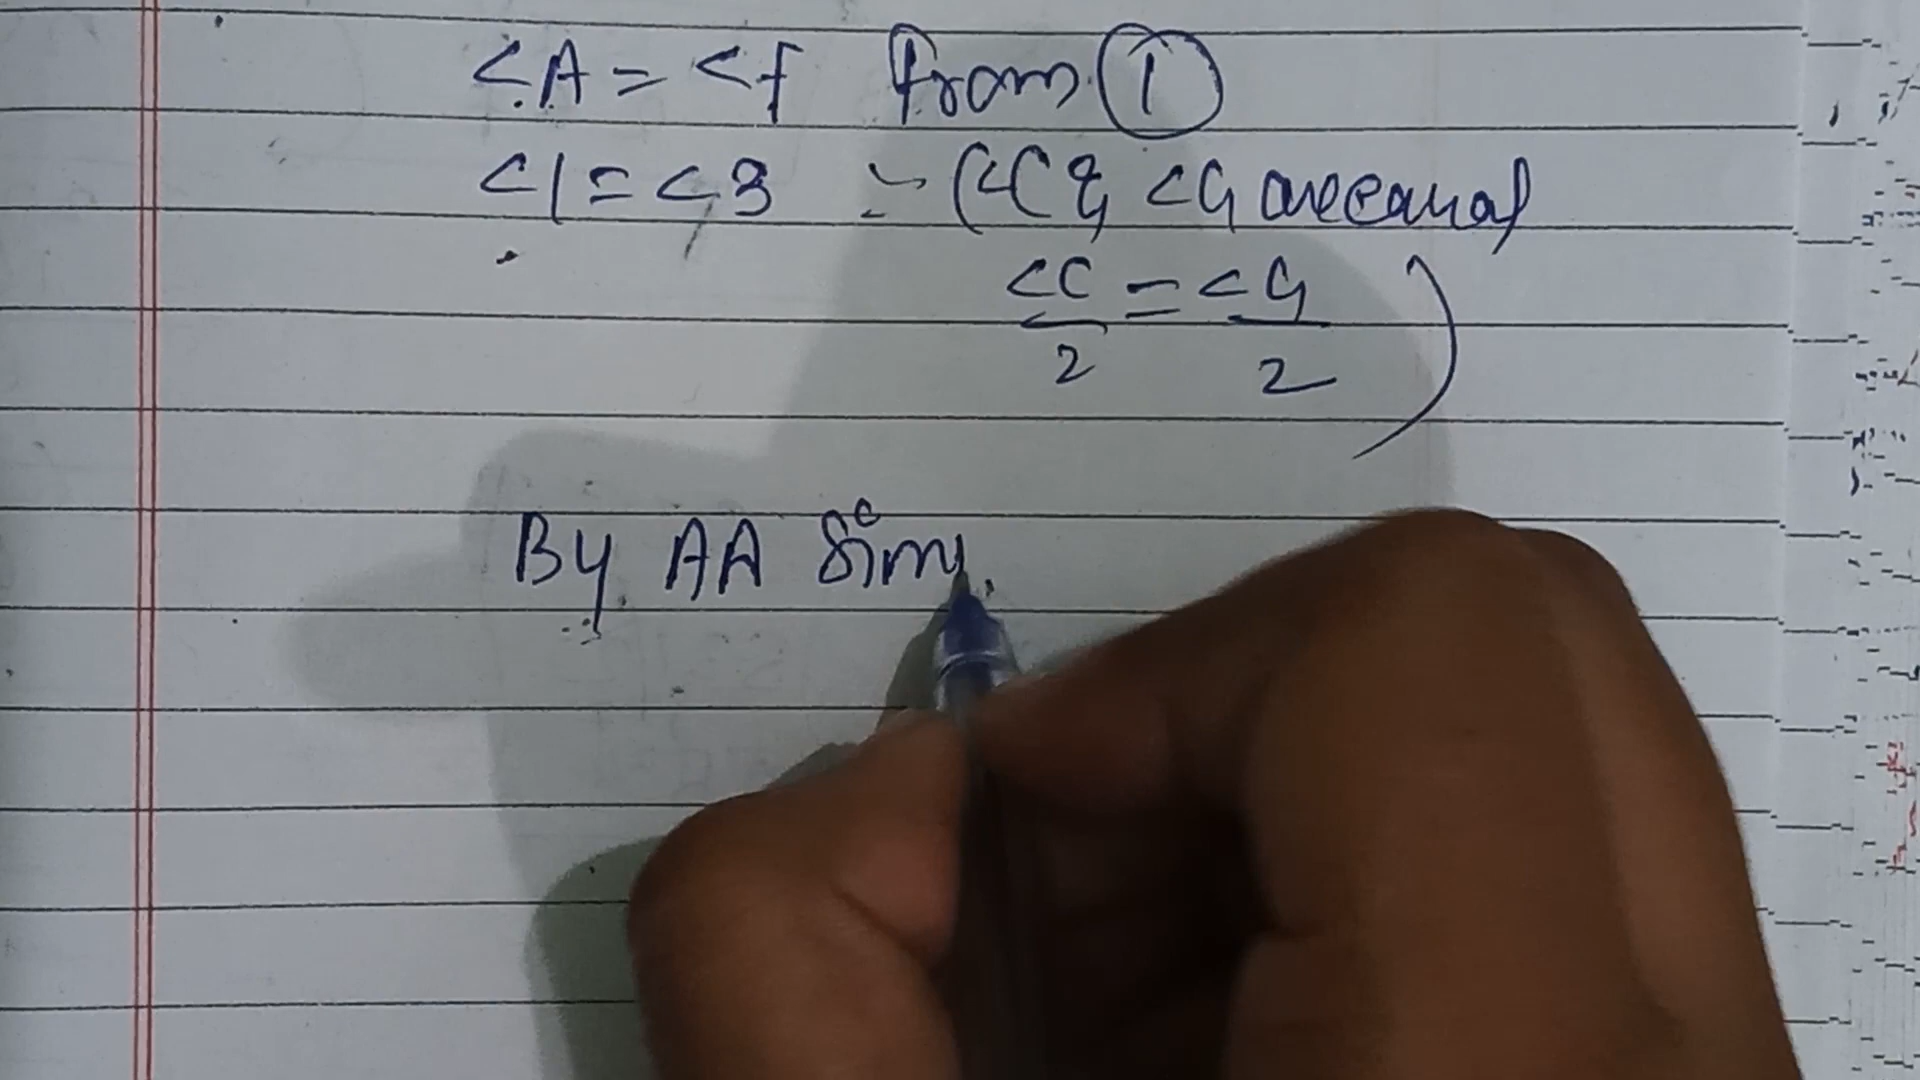 <A = <F from ①
<1 = <3 ∵ (<C & <G are equal
<C/2 = <G/2 )
By AA Sim